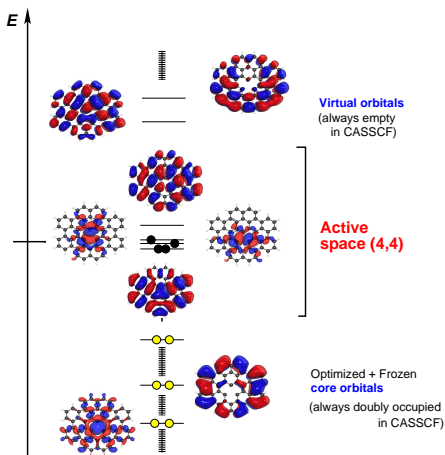 E
Virtual orbitals
(always empty
in CASSCF)
Active
space (4,4)
Optimized + Frozen
core orbitals
(always doubly occupied
in CASSCF)